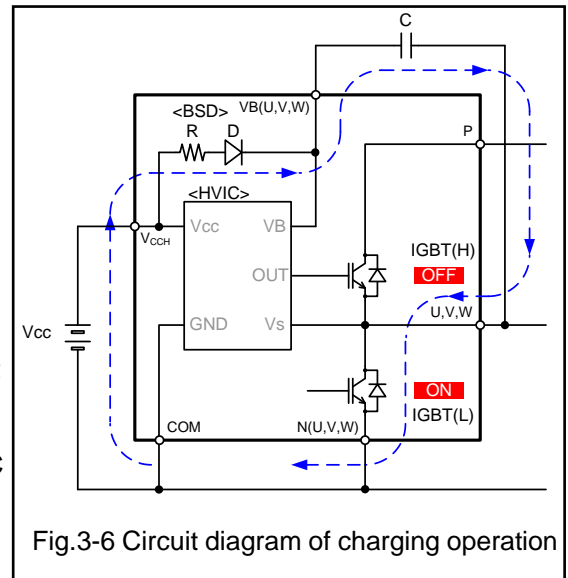 C
<BSD>
VB(U,V,W)
R
D
P
<HVIC>
VCCH
Vcc
VB
IGBT(H)
OUT
OFF
U,V,W
Vcc
GND
Vs
ON
IGBT(L)
COM
N(U,V,W)
Fig.3-6 Circuit diagram of charging operation